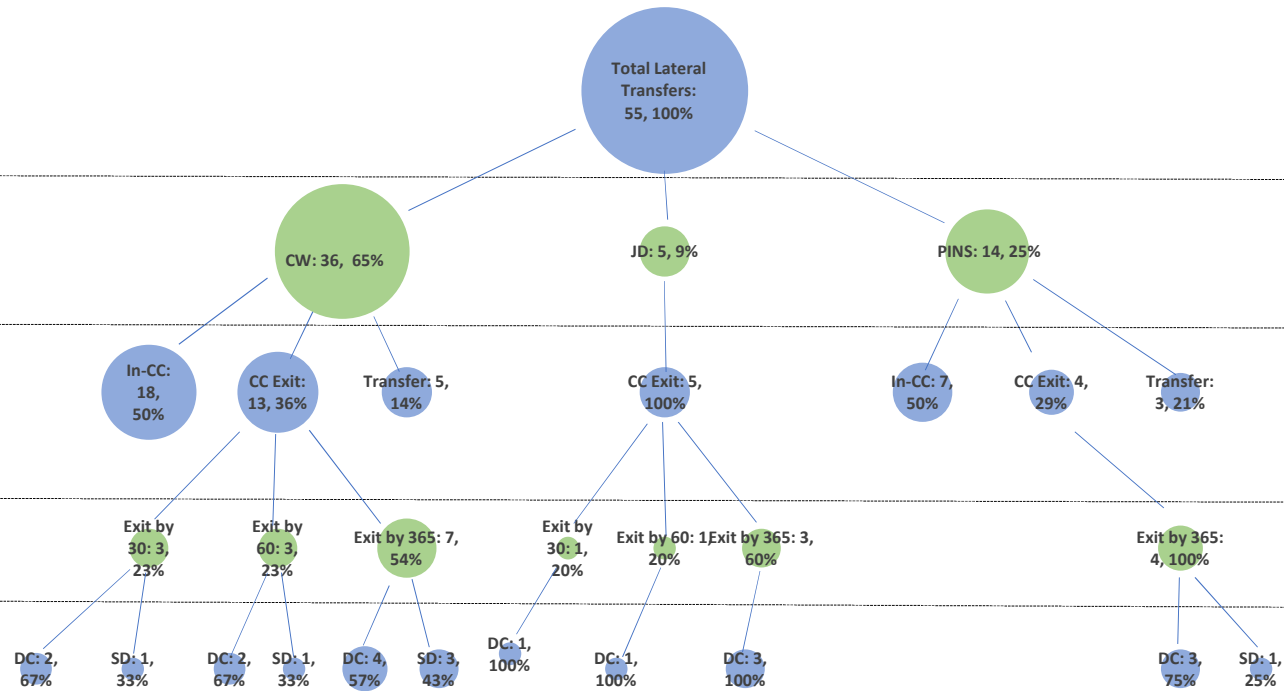 Total Lateral
Transfers:
55, 100%
CW: 36, 65%
JD: 5, 9%
PINS: 14, 25%
In-CC:
18,
50%
CC Exit:
13, 36%
Transfer: 5,
14%
CC Exit: 5,
100%
In-CC: 7,
50%
CC Exit: 4,
29%
Transfer:
3, 21%
Exit by
30: 3,
23%
Exit by
60: 3,
23%
Exit by 365: 7,
54%
Exit by
30: 1,
20%
Exit by 60: 1,
20%
Exit by 365: 3,
60%
Exit by 365:
4, 100%
DC: 2,
67%
SD: 1,
33%
DC: 2,
67%
SD: 1,
33%
DC: 4,
57%
SD: 3,
43%
DC: 1,
100%
DC: 1,
100%
DC: 3,
100%
DC: 3,
75%
SD: 1,
25%